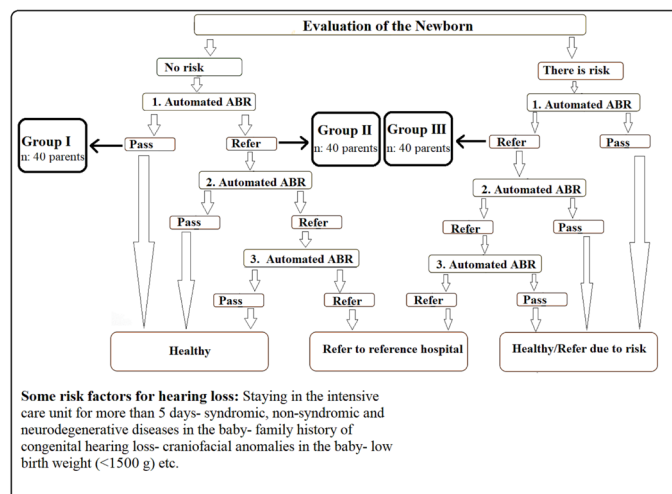 Evaluation of the Newborn
No risk
There is risk
1. Automated ABR
1. Automated ABR
Group I
n: 40 parents
Pass
Refer
Group II
n: 40 parents
Group III
n: 40 parents
Refer
Pass
2. Automated ABR
2. Automated ABR
Pass
Refer
Refer
Pass
3. Automated ABR
3. Automated ABR
Pass
Refer
Refer
Pass
Healthy
Refer to reference hospital
Healthy/Refer due to risk
Some risk factors for hearing loss: Staying in the intensive
care unit for more than 5 days- syndromic, non-syndromic and
neurodegenerative diseases in the baby- family history of
congenital hearing loss- craniofacial anomalies in the baby- low
birth weight (<1500 g) etc.